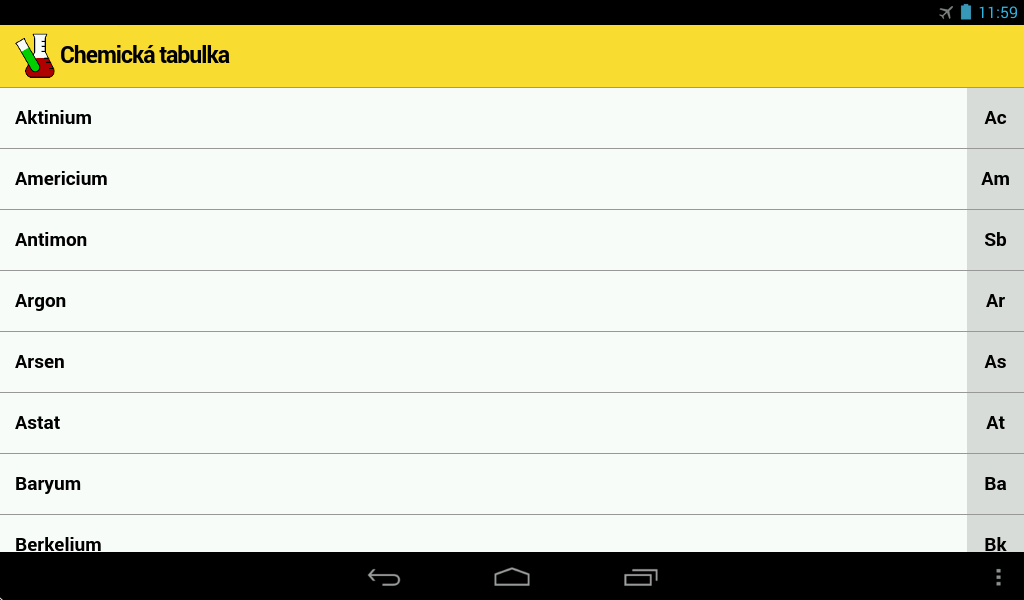 11:59
Chemická tabulka
Aktinium Ac
Americium Am
Antimon Sb
Argon Ar
Arsen As
Astat At
Baryum Ba
Berkelium Bk